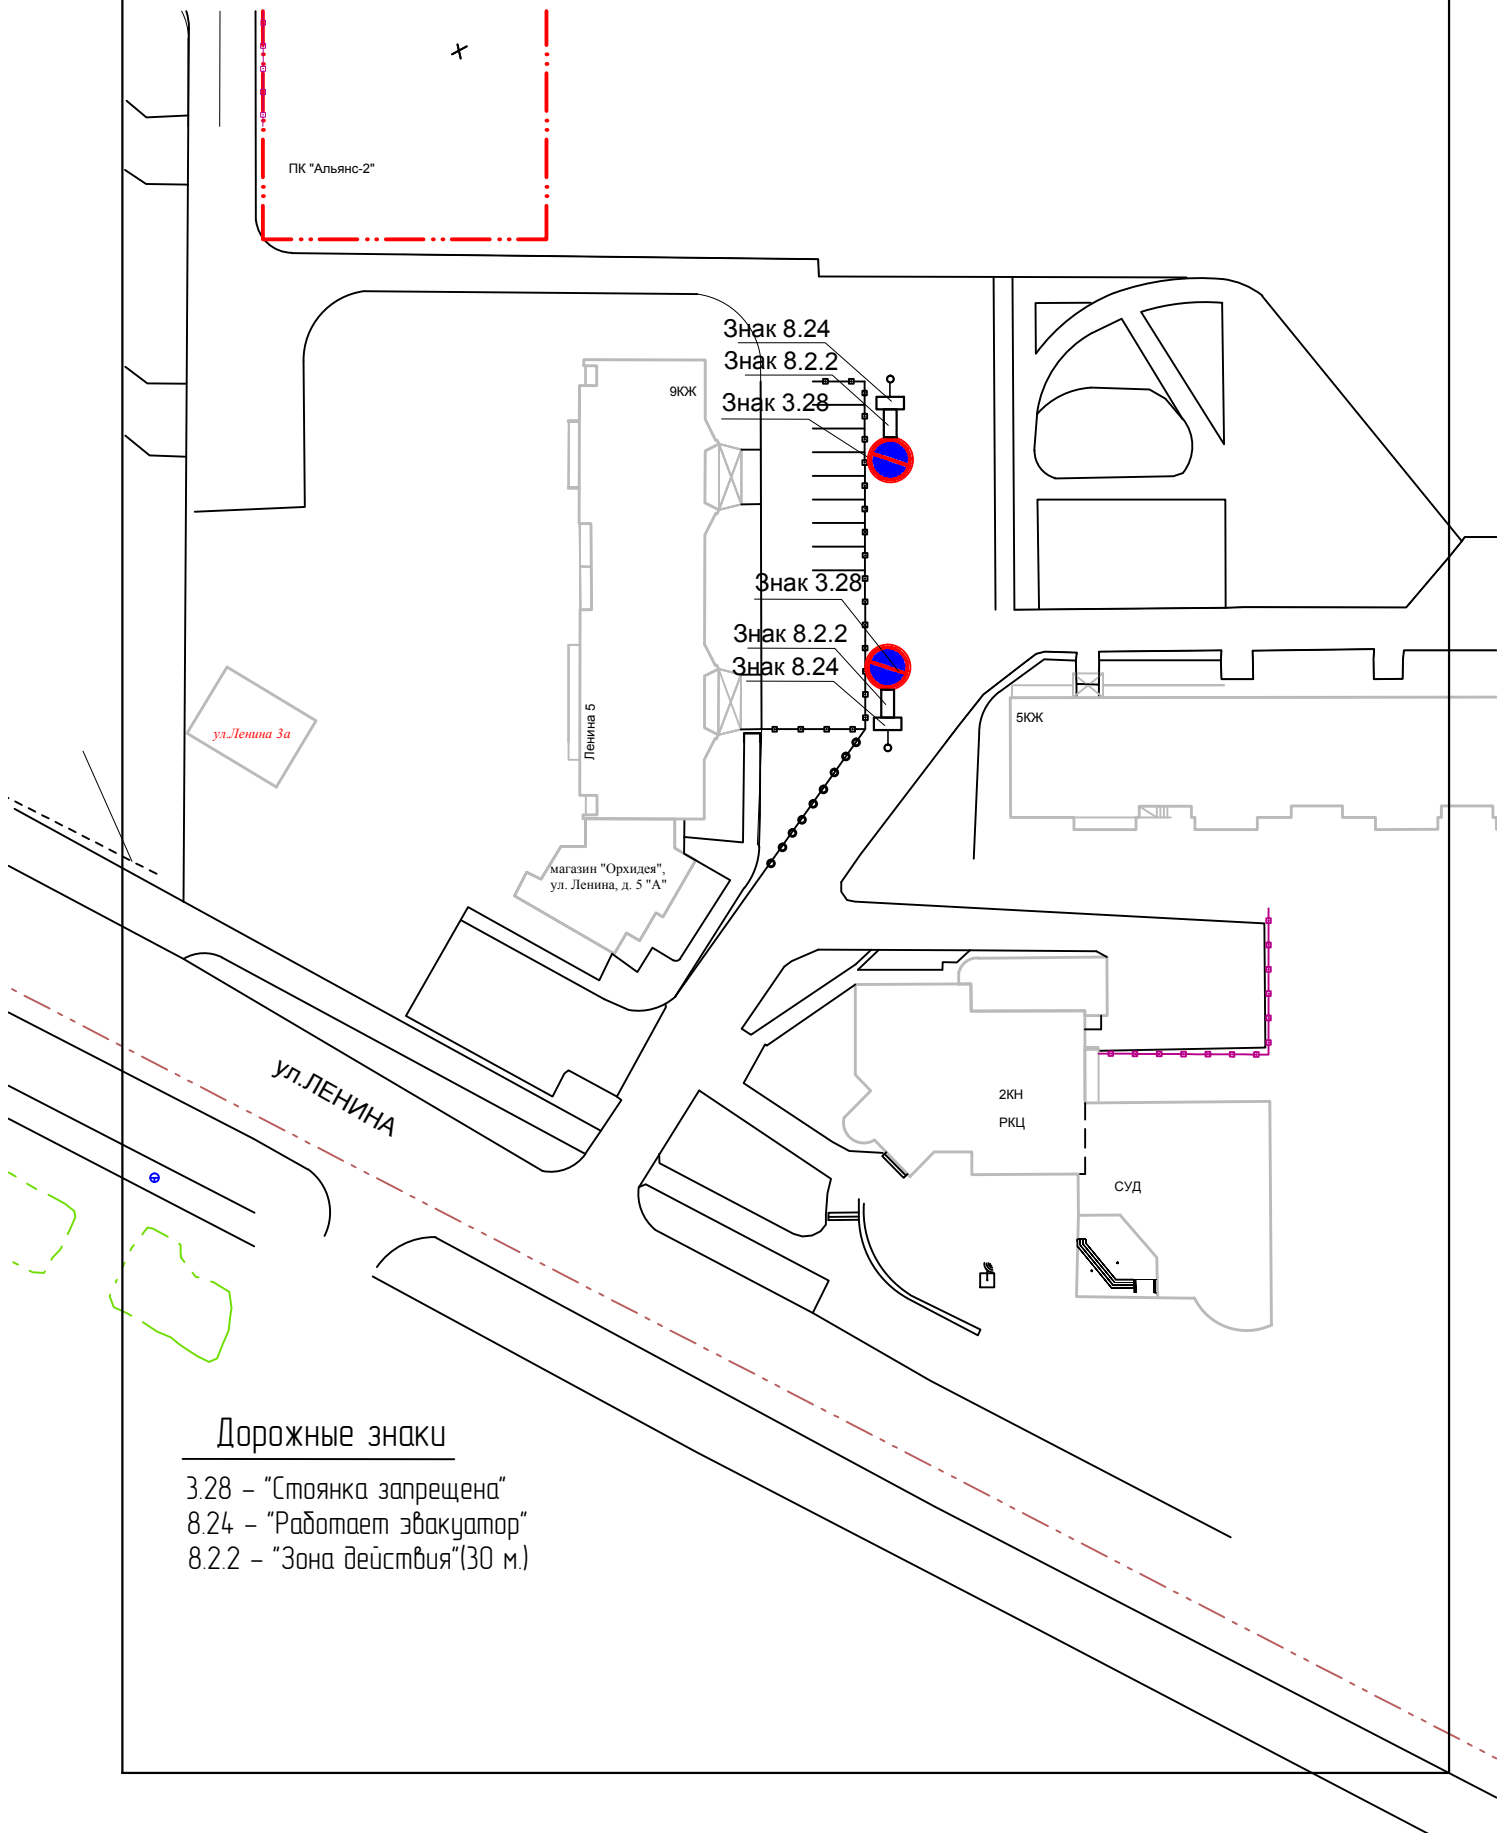 ПК "Альянс-2"
Знак 8.24
Знак 8.2.2
Знак 3.28
9КЖ
Знак 3.28
Знак 8.2.2
Знак 8.24
Ленина 5
ул.Ленина 3а
5КЖ
магазин "Орхидея",
ул. Ленина, д. 5 "А"
ул.ЛЕНИНА
2КН
РКЦ
СУД
Дорожные знаки
3.28 – "Стоянка запрещена"
8.24 – "Работает эвакуатор"
8.2.2 – "Зона действия"(30 м.)